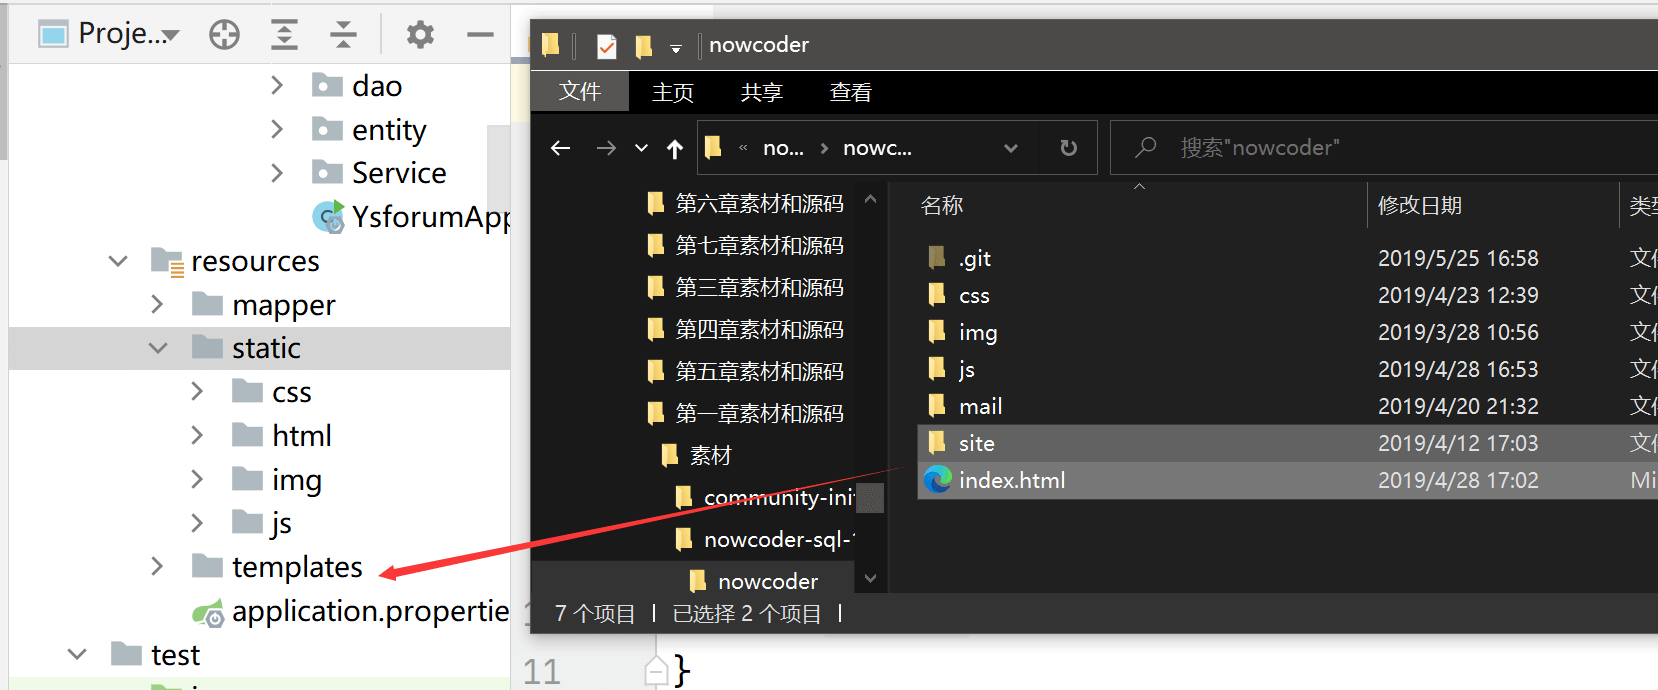 Proje...
dao
entity
Service
YsforumApp
resources
mapper
static
css
html
img
js
templates
application.propertie
test
11
}
nowcoder
文件 主页 共享 查看
« no... > nowc...
搜索"nowcoder"
第六章素材和源码
第七章素材和源码
第三章素材和源码
第四章素材和源码
第五章素材和源码
第一章素材和源码
素材
community-init
nowcoder-sql-1
nowcoder
名称 修改日期 类型
.git 2019/5/25 16:58 文件
css 2019/4/23 12:39 文件
img 2019/3/28 10:56 文件
js 2019/4/28 16:53 文件
mail 2019/4/20 21:32 文件
site 2019/4/12 17:03 文件
index.html 2019/4/28 17:02 Mi
7 个项目 | 已选择 2 个项目 |